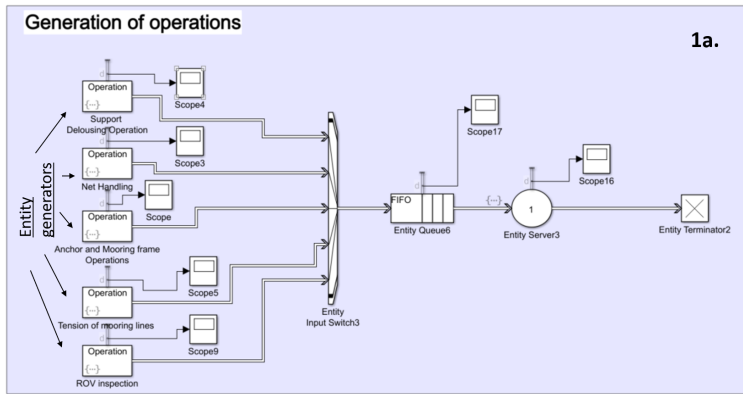 Generation of operations
1a.
Entity
generators
Operation
d
{...}
Support
Delousing Operation
Scope4
Operation
d
{...}
Net Handling
Scope3
Operation
d
{...}
Anchor and Mooring frame
Operations
Scope
Operation
d
{...}
Tension of mooring lines
Scope5
Operation
d
{...}
ROV inspection
Scope9
Entity
Input Switch3
FIFO
d
Entity Queue6
Scope17
{...}
1
d
Entity Server3
Scope16
Entity Terminator2